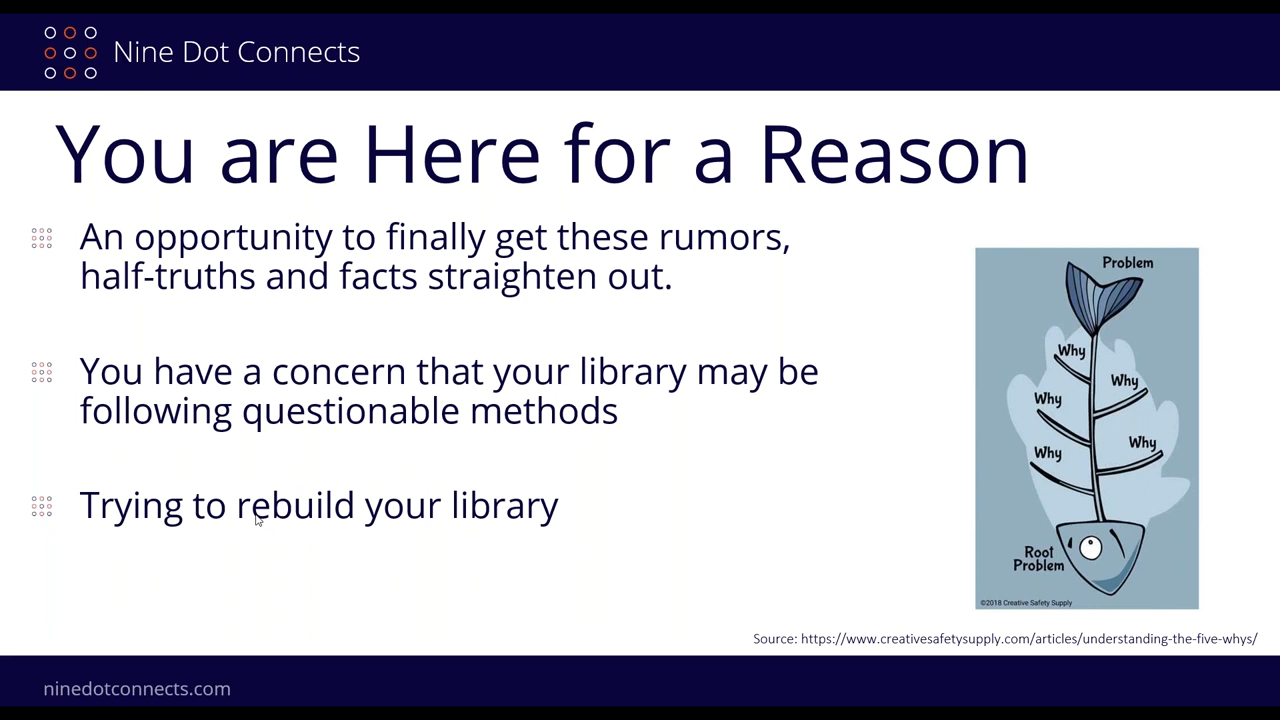 Nine Dot Connects
You are Here for a Reason
An opportunity to finally get these rumors,
half-truths and facts straighten out.
You have a concern that your library may be
following questionable methods
Trying to rebuild your library
Problem
Why
Why
Why
Why
Why
Root
Problem
©2018 Creative Safety Supply
Source: https://www.creativesafetysupply.com/articles/understanding-the-five-whys/
ninedotconnects.com